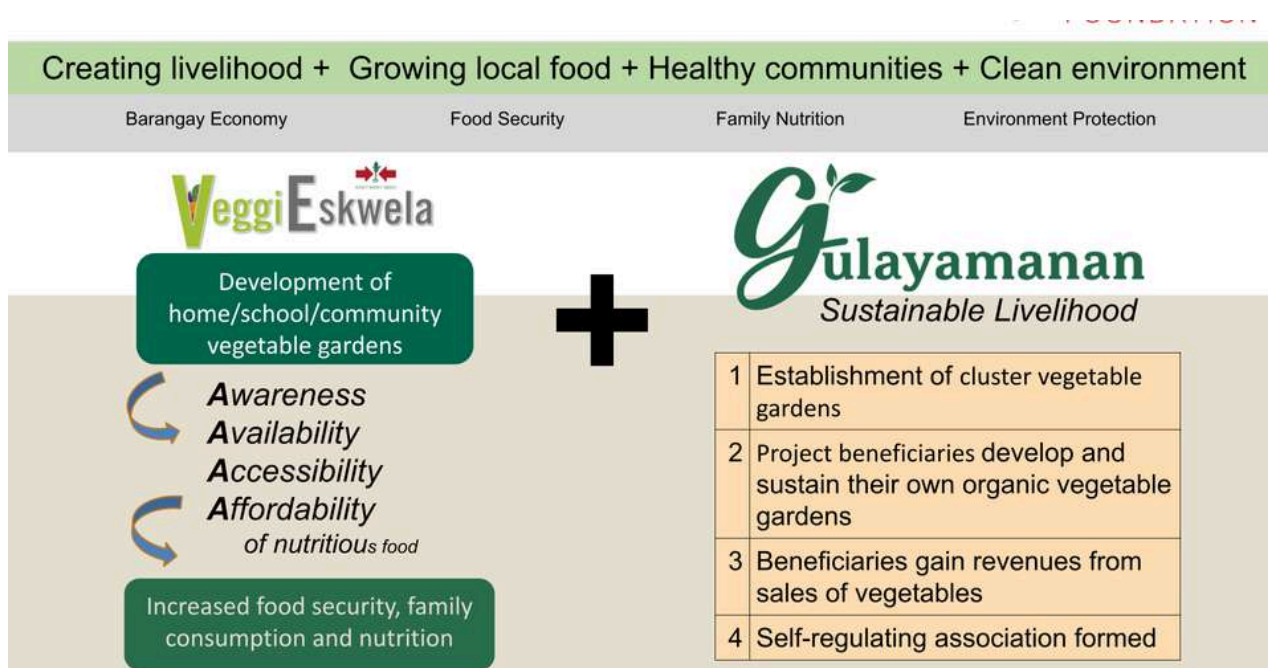 Creating livelihood + Growing local food + Healthy communities + Clean environment
Barangay Economy Food Security Family Nutrition Environment Protection
VeggiEskwela
Development of
home/school/community
vegetable gardens
Awareness
Availability
Accessibility
Affordability
of nutritious food
Increased food security, family
consumption and nutrition
Gulayamanan
Sustainable Livelihood
1 Establishment of cluster vegetable
gardens
2 Project beneficiaries develop and
sustain their own organic vegetable
gardens
3 Beneficiaries gain revenues from
sales of vegetables
4 Self-regulating association formed